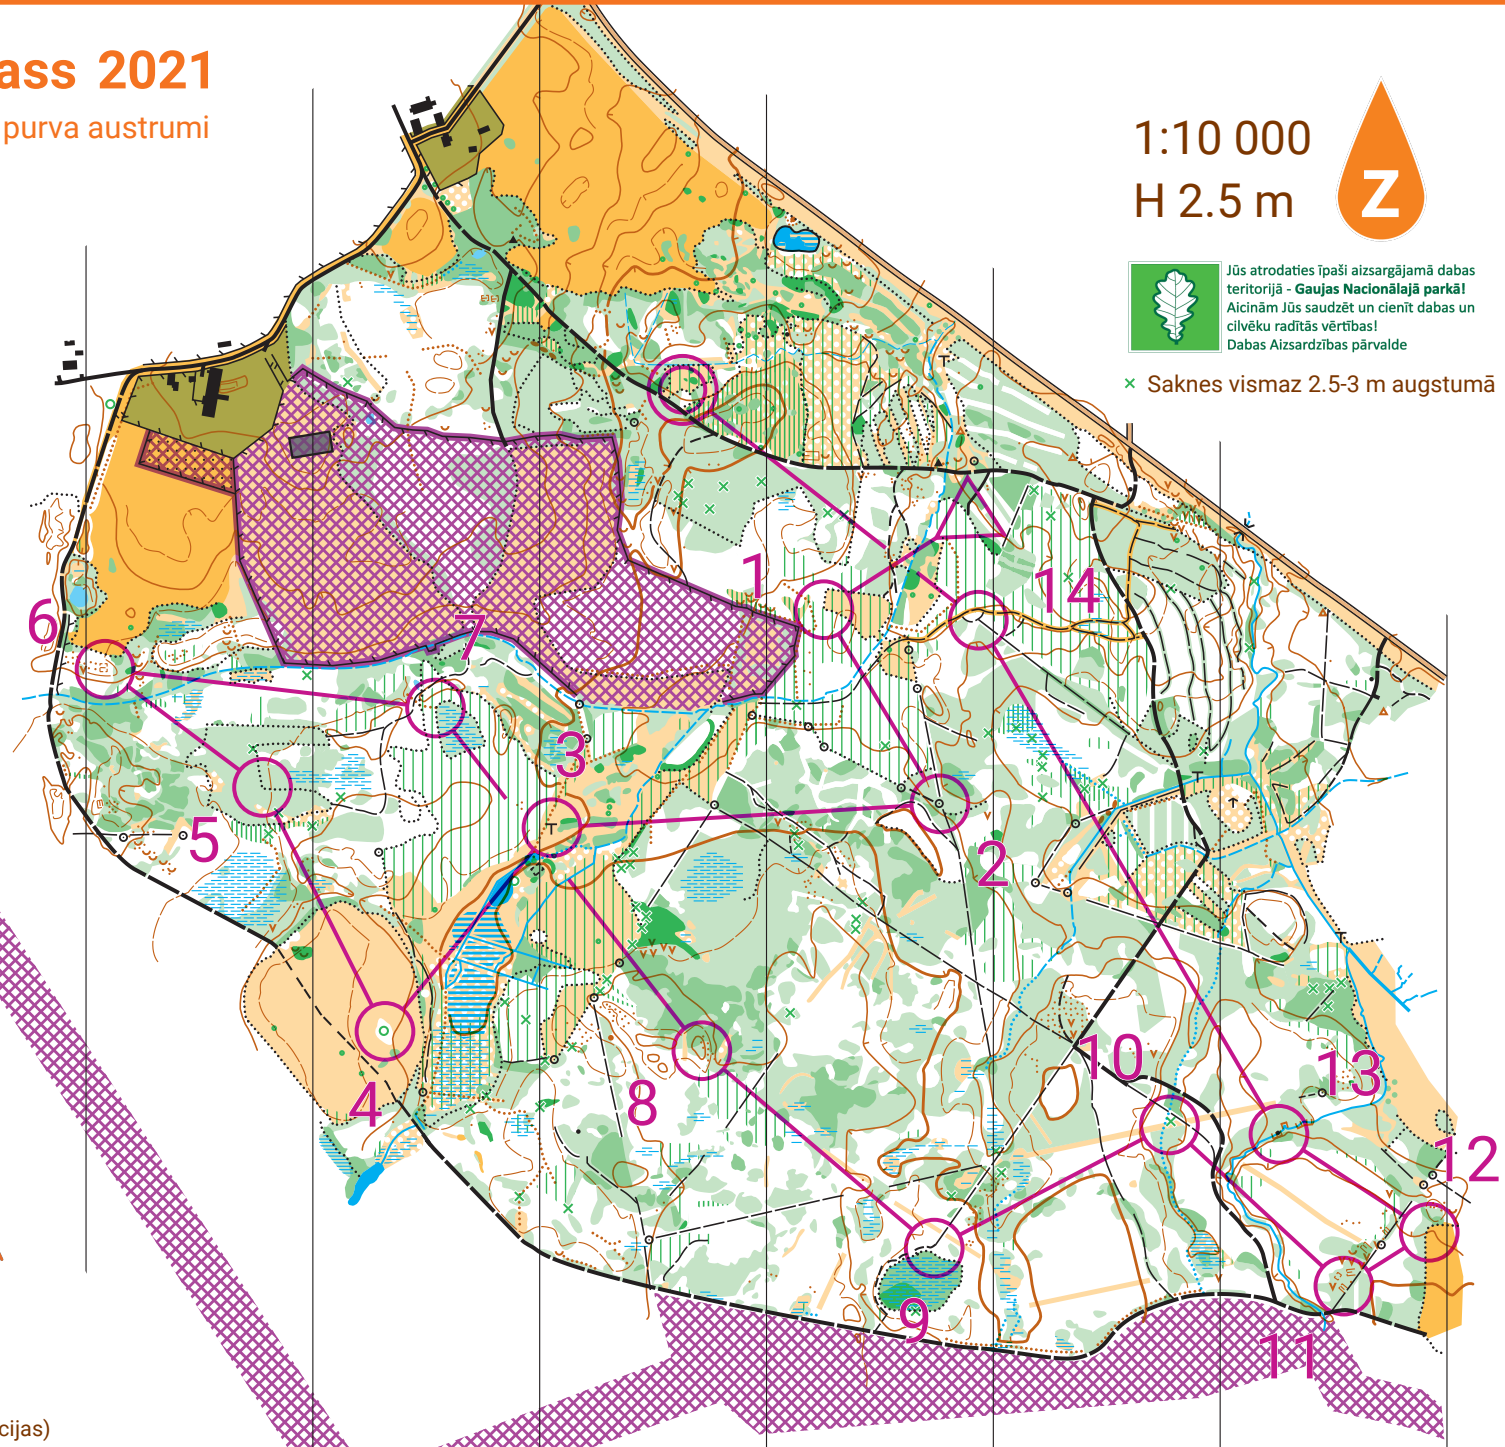 ass 2021
purva austrumi
1:10 000
H 2.5 m
Z
Jūs atrodaties īpaši aizsargājamā dabas
teritorijā - Gaujas Nacionālajā parkā!
Aicinām Jūs saudzēt un cienīt dabas un
cilvēku radītās vērtības!
Dabas Aizsardzības pārvalde
× Saknes vismaz 2.5-3 m augstumā
1
14
6
7
3
5
2
10
13
4
8
12
9
11
cijas)